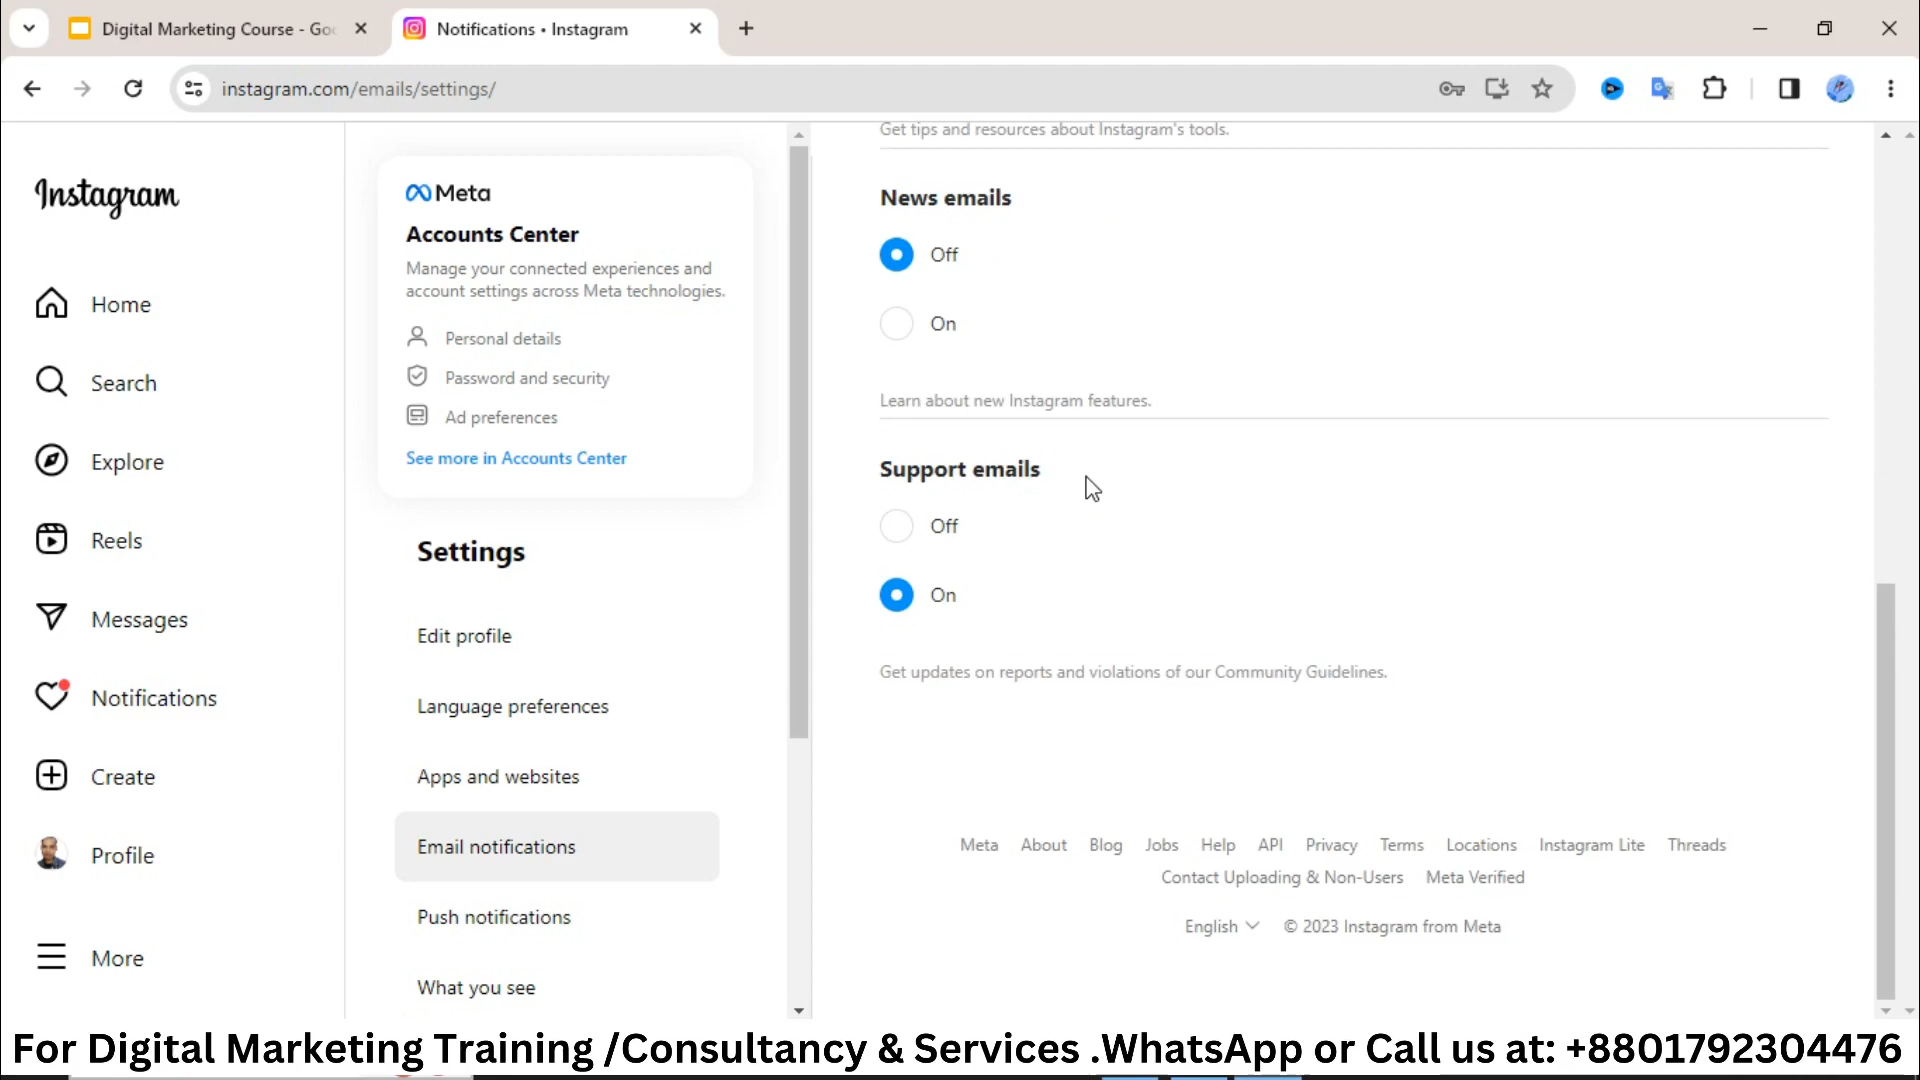 Digital Marketing Course - Goo
Notifications • Instagram
instagram.com/emails/settings/
Instagram
Home
Search
Explore
Reels
Messages
Notifications
Create
Profile
More
Meta
Accounts Center
Manage your connected experiences and
account settings across Meta technologies.
Personal details
Password and security
Ad preferences
See more in Accounts Center
Settings
Edit profile
Language preferences
Apps and websites
Email notifications
Push notifications
What you see
Get tips and resources about Instagram's tools.
News emails
Off
On
Learn about new Instagram features.
Support emails
Off
On
Get updates on reports and violations of our Community Guidelines.
Meta About Blog Jobs Help API Privacy Terms Locations Instagram Lite Threads
Contact Uploading & Non-Users Meta Verified
English © 2023 Instagram from Meta
For Digital Marketing Training /Consultancy & Services .WhatsApp or Call us at: +8801792304476